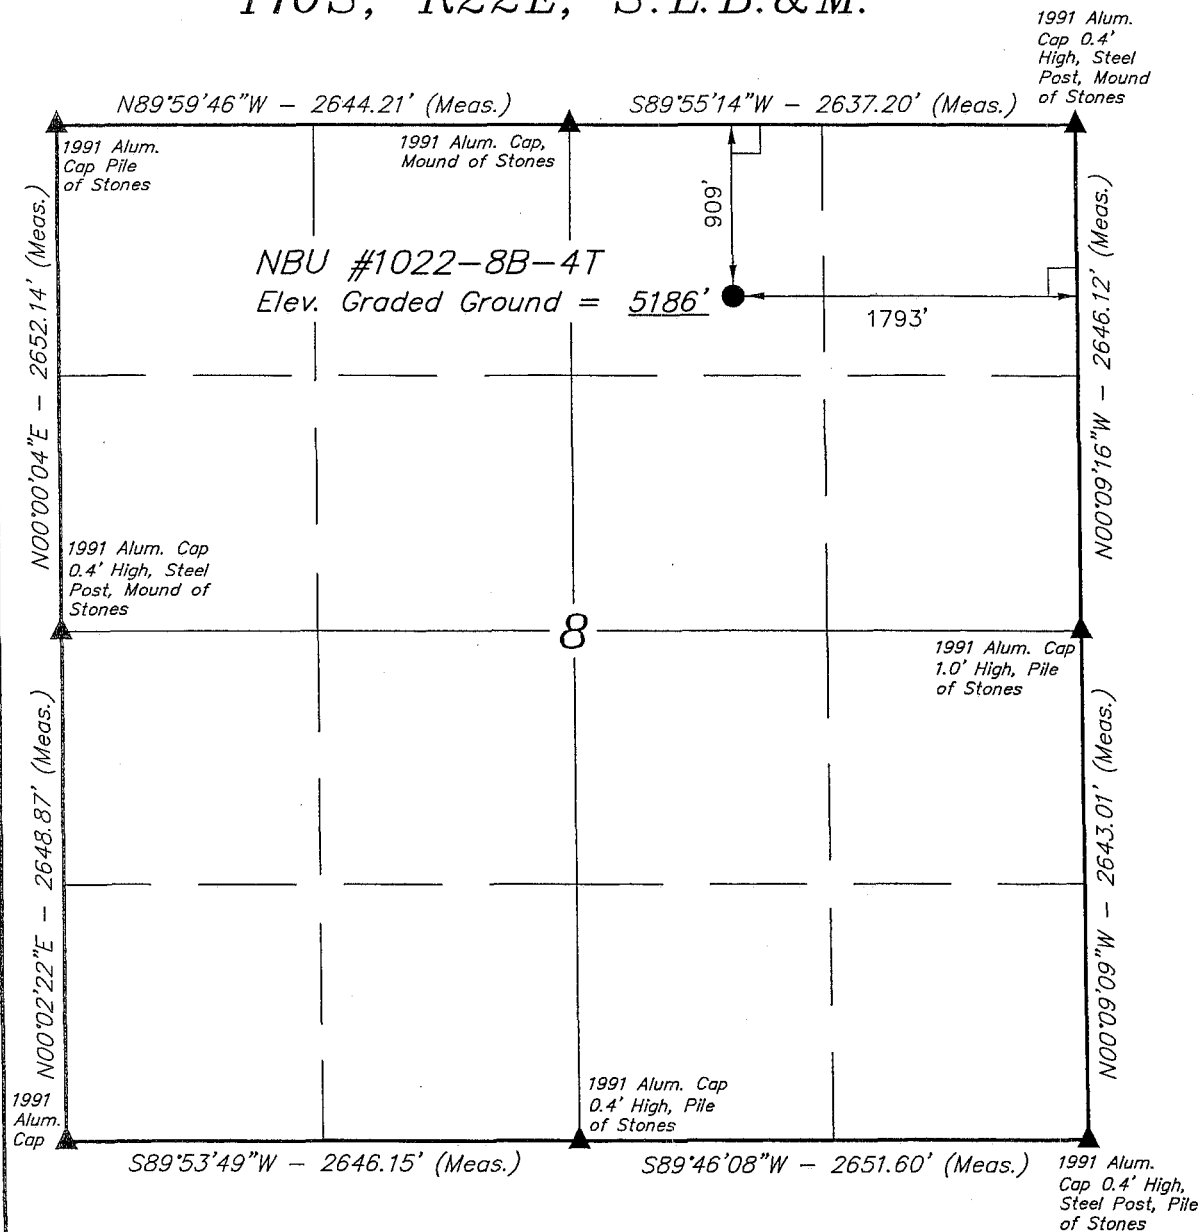 T10S, R22E, S.L.B.&M.
1991 Alum.
Cap 0.4'
High, Steel
Post, Mound
of Stones
N89°59'46"W – 2644.21' (Meas.)
S89°55'14"W – 2637.20' (Meas.)
1991 Alum.
Cap Pile
of Stones
1991 Alum. Cap,
Mound of Stones
909'
N00°00'04"E – 2652.14' (Meas.)
N00°09'16"W – 2646.12' (Meas.)
NBU #1022-8B-4T
Elev. Graded Ground = 5186'
1793'
1991 Alum. Cap
0.4' High, Steel
Post, Mound of
Stones
8
1991 Alum. Cap
1.0' High, Pile
of Stones
N00°02'22"E – 2648.87' (Meas.)
N00°09'09"W – 2643.01' (Meas.)
1991
Alum.
Cap
1991 Alum. Cap
0.4' High, Pile
of Stones
S89°53'49"W – 2646.15' (Meas.)
S89°46'08"W – 2651.60' (Meas.)
1991 Alum.
Cap 0.4' High,
Steel Post, Pile
of Stones